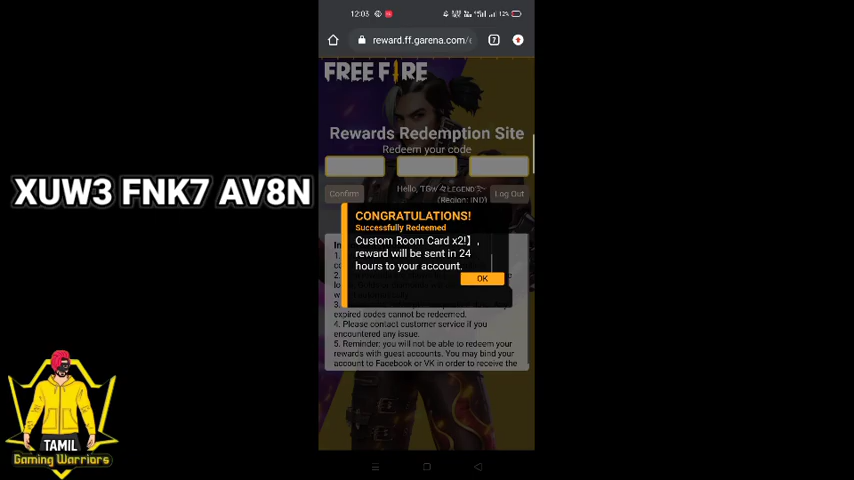 12:03
12%
reward.ff.garena.com/e
7
FREE FIRE
Rewards Redemption Site
Redeem your code
Confirm
Hello, TGW々LEGEND
(Region: IND)
Log Out
XUW3 FNK7 AV8N
CONGRATULATIONS!
Successfully Redeemed
Custom Room Card x2!】,
reward will be sent in 24
hours to your account.
OK
expired codes cannot be redeemed.
4. Please contact customer service if you
encountered any issue.
5. Reminder: you will not be able to redeem your
rewards with guest accounts. You may bind your
account to Facebook or VK in order to receive the
TAMIL
Gaming Warriors